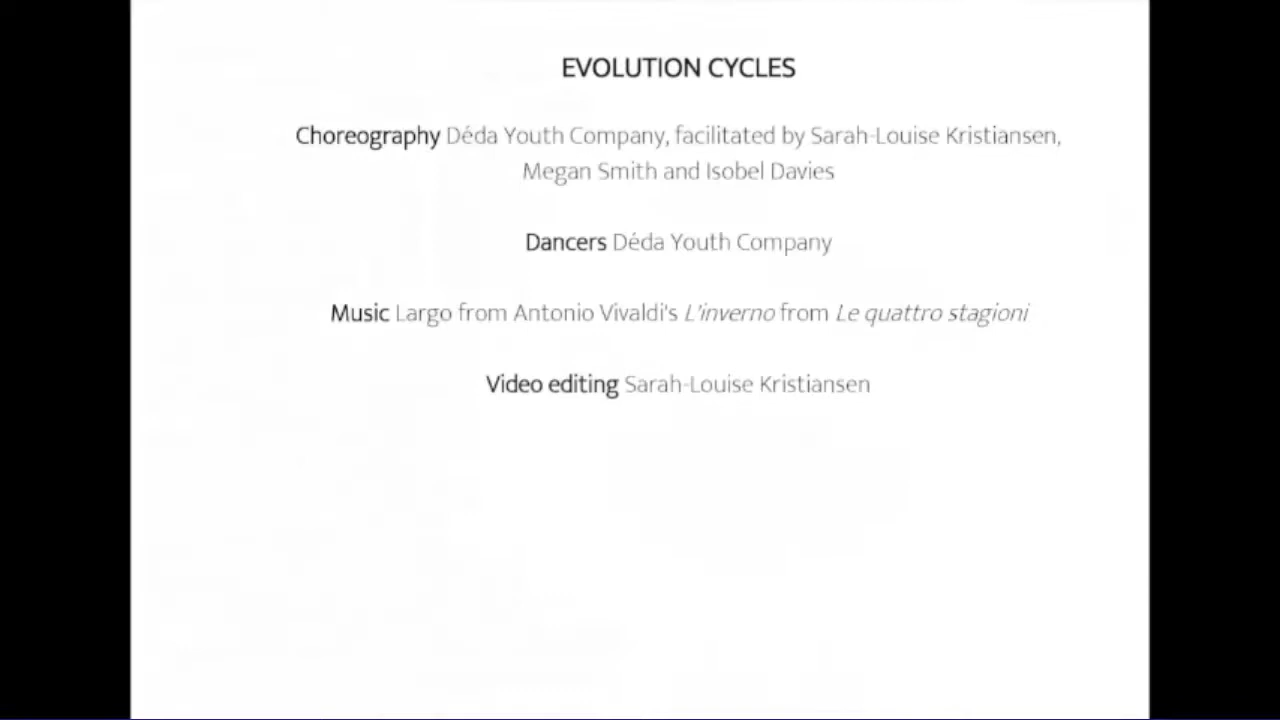 EVOLUTION CYCLES
Choreography Déda Youth Company, facilitated by Sarah-Louise Kristiansen,
Megan Smith and Isobel Davies
Dancers Déda Youth Company
Music Largo from Antonio Vivaldi's L'inverno from Le quattro stagioni
Video editing Sarah-Louise Kristiansen